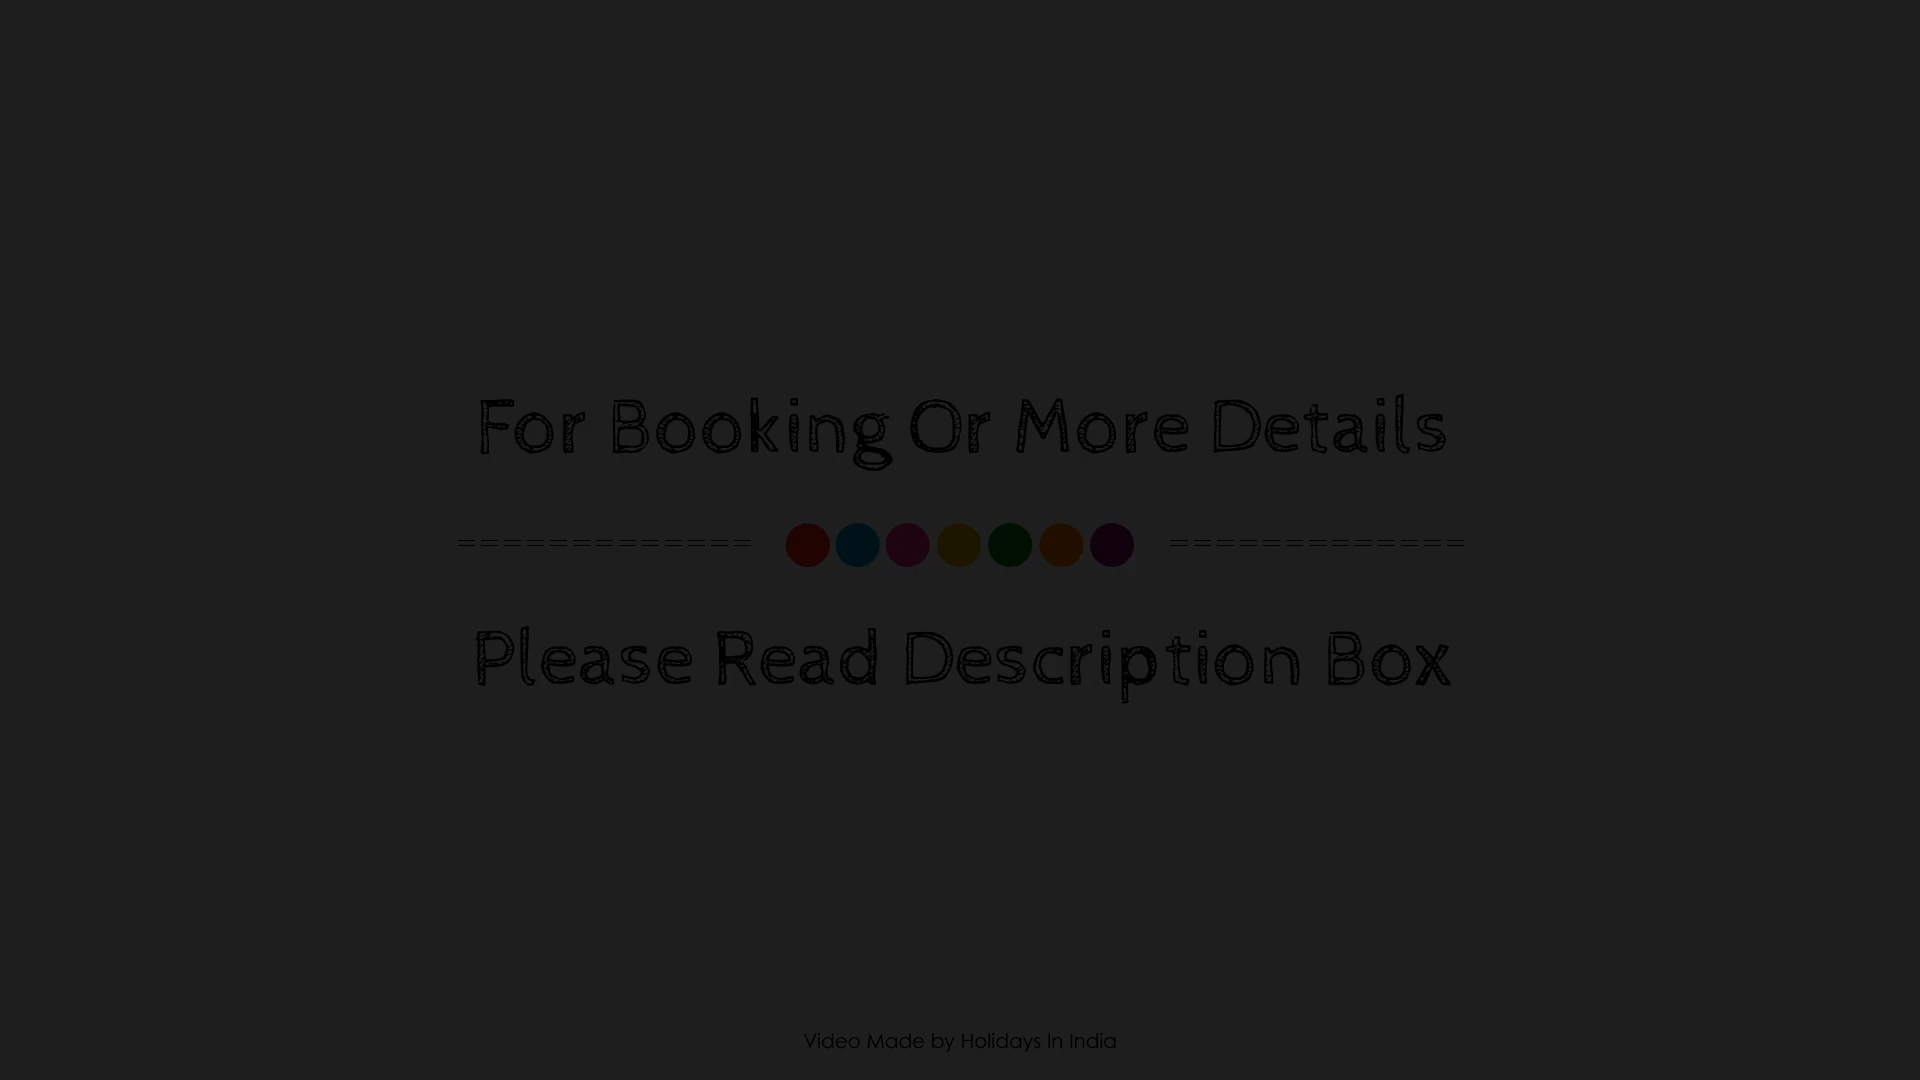 For Booking Or More Details
============= =============
Please Read Description Box
Video Made by Holidays In India